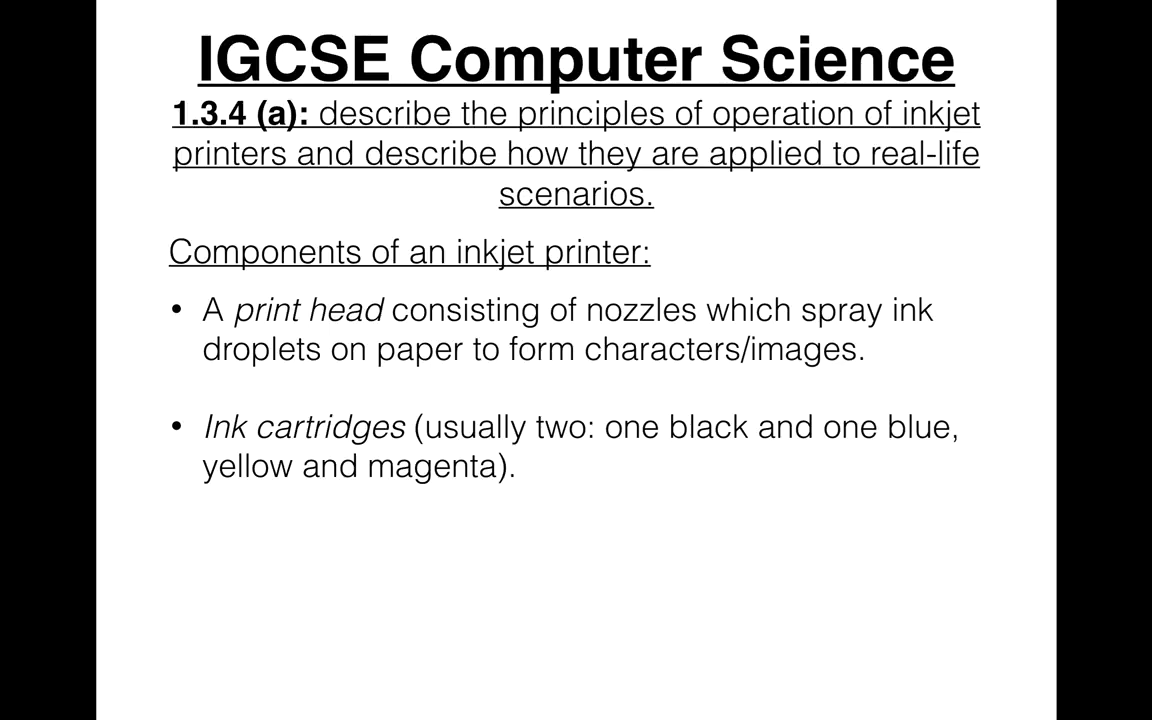 IGCSE Computer Science
1.3.4 (a): describe the principles of operation of inkjet
printers and describe how they are applied to real-life
scenarios.
Components of an inkjet printer:
• A print head consisting of nozzles which spray ink
droplets on paper to form characters/images.
• Ink cartridges (usually two: one black and one blue,
yellow and magenta).